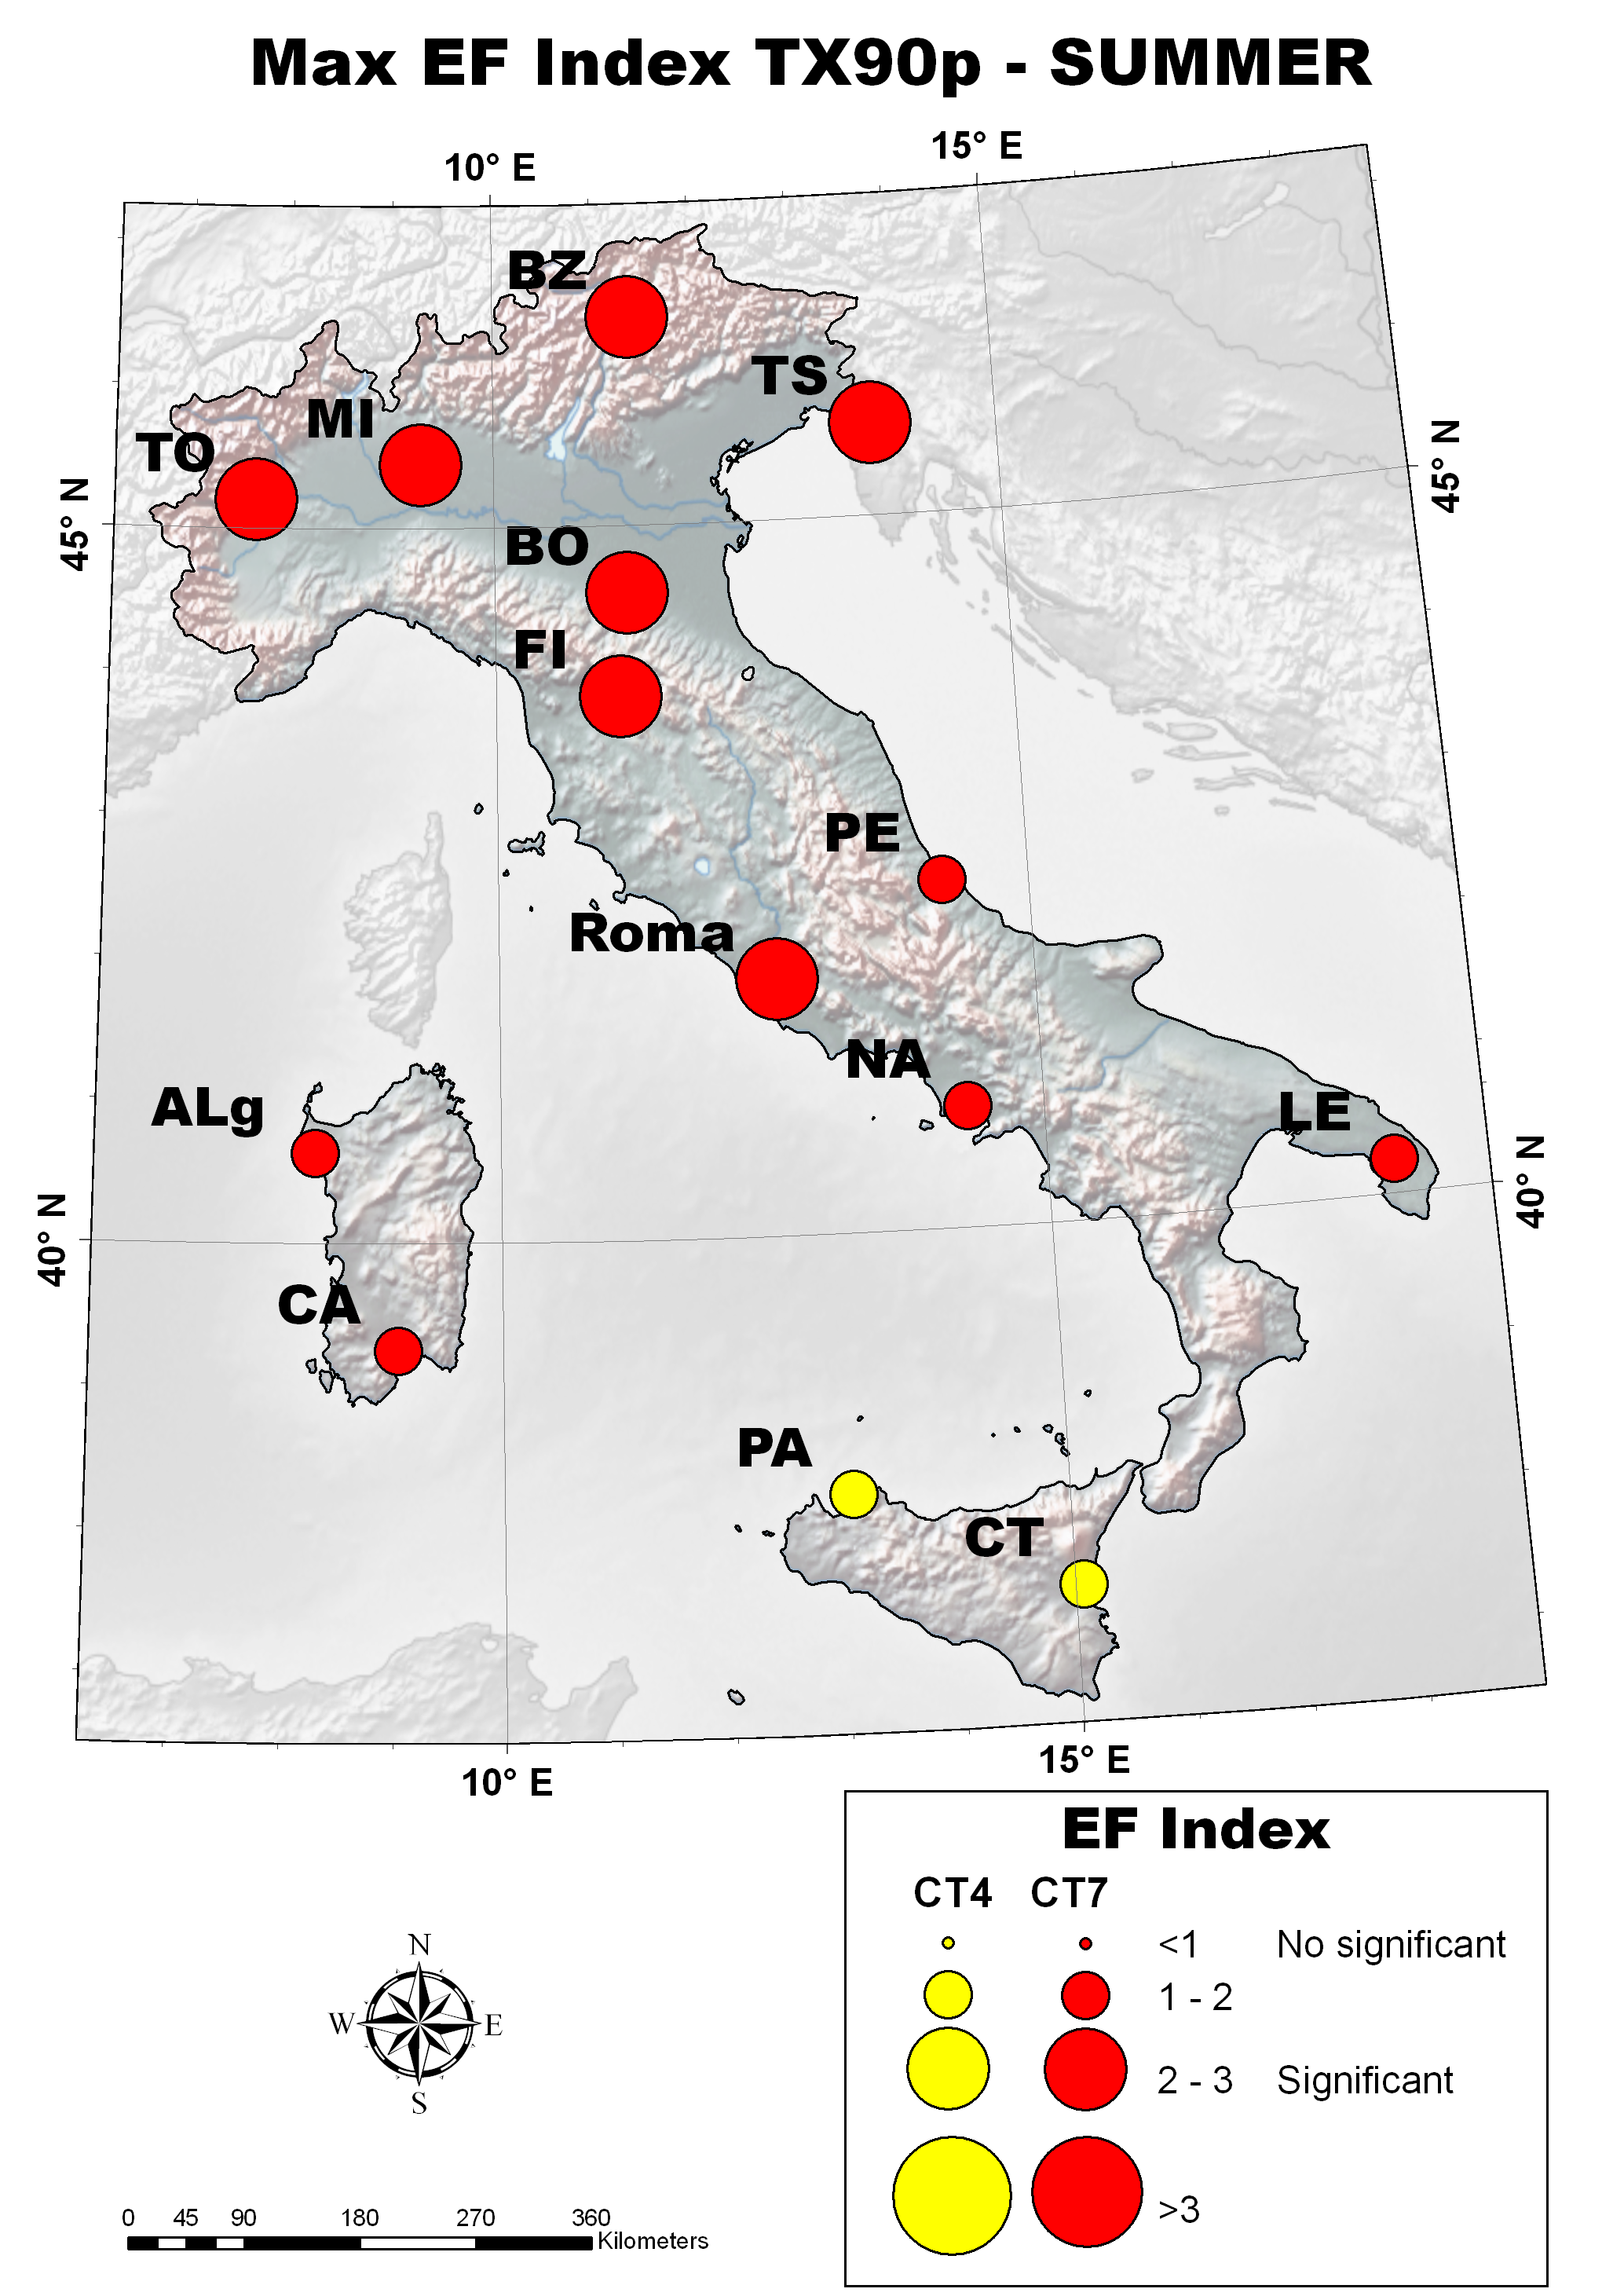 Max EF Index TX90p - SUMMER
15° E
10° E
BZ
TS
MI
TO
45° N
45° N
BO
FI
PE
Roma
NA
ALg
LE
40° N
40° N
CA
PA
CT
15° E
10° E
EF Index
CT4 CT7
<1 No significant
1 - 2
2 - 3 Significant
>3
N
W E
S
0 45 90 180 270 360
Kilometers